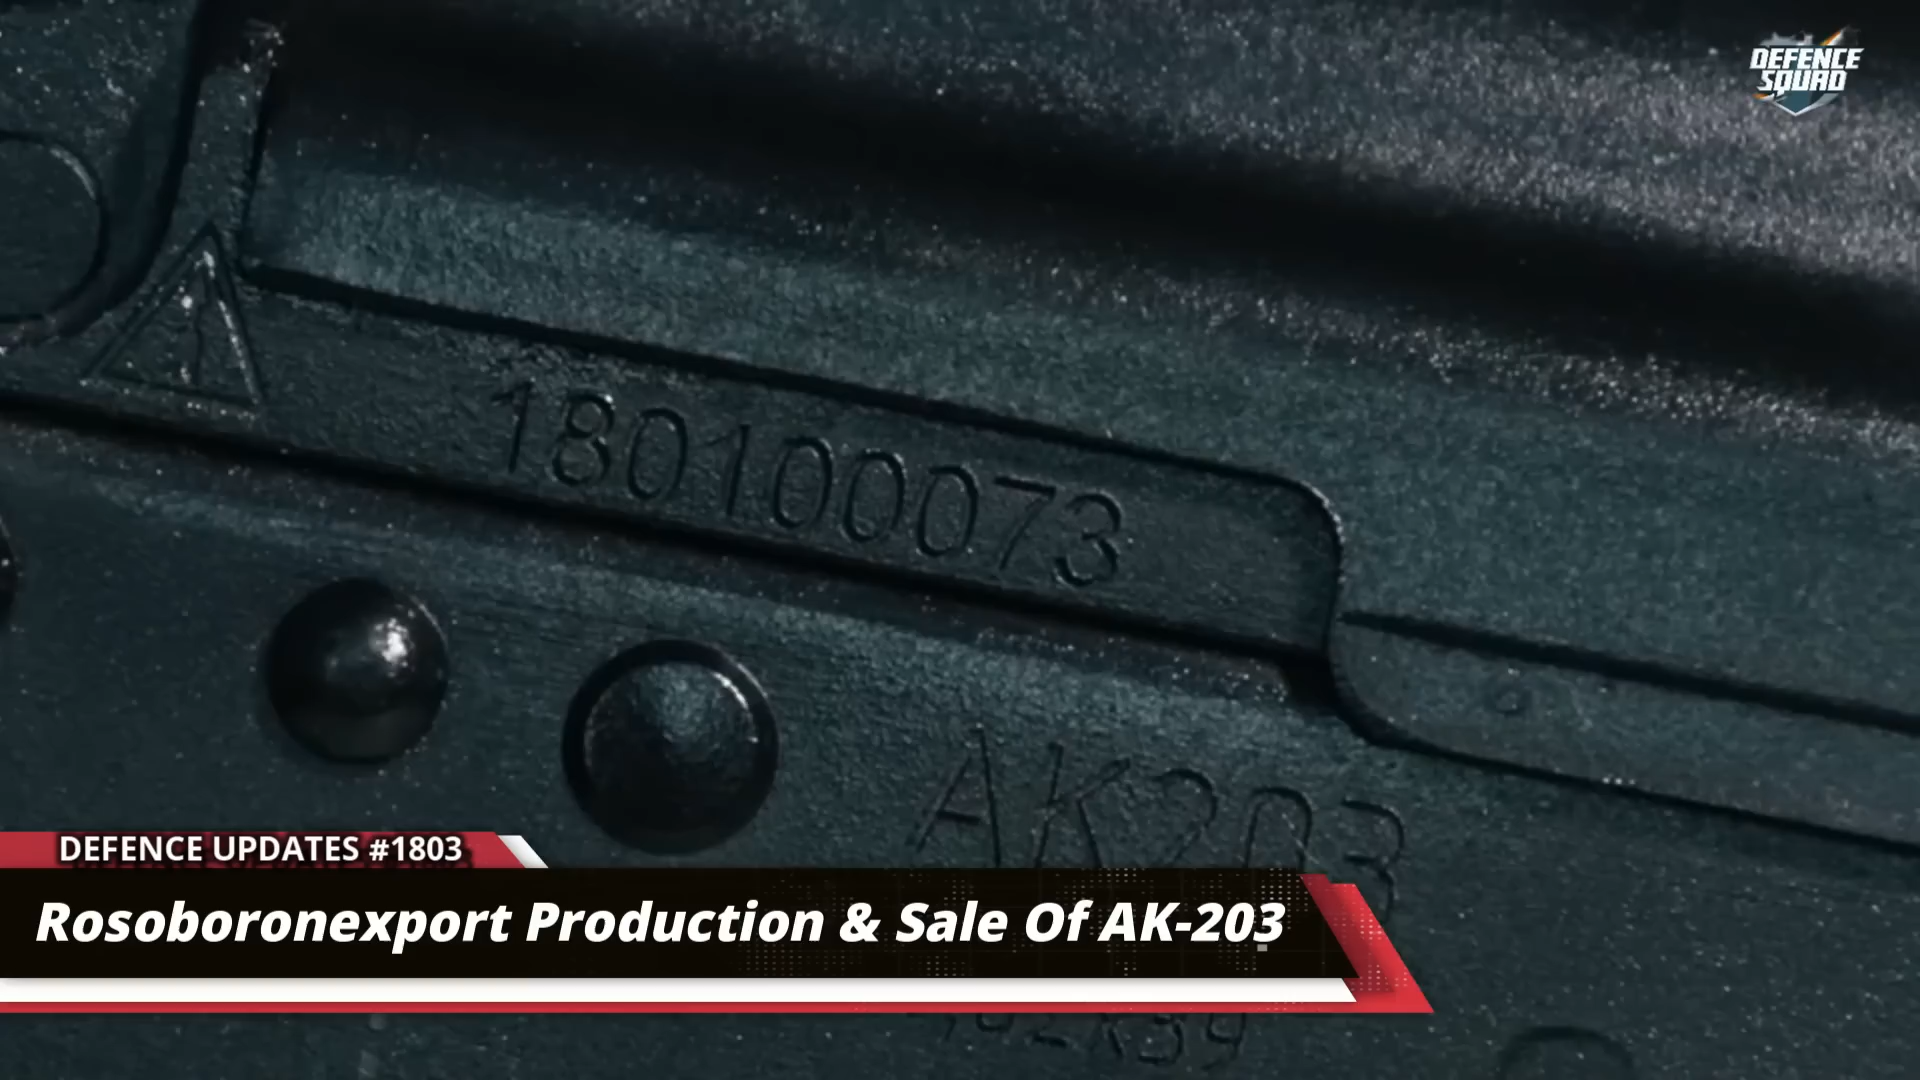 DEFENCE
SQUAD
180100073
AK203
DEFENCE UPDATES #1803
Rosoboronexport Production & Sale Of AK-203